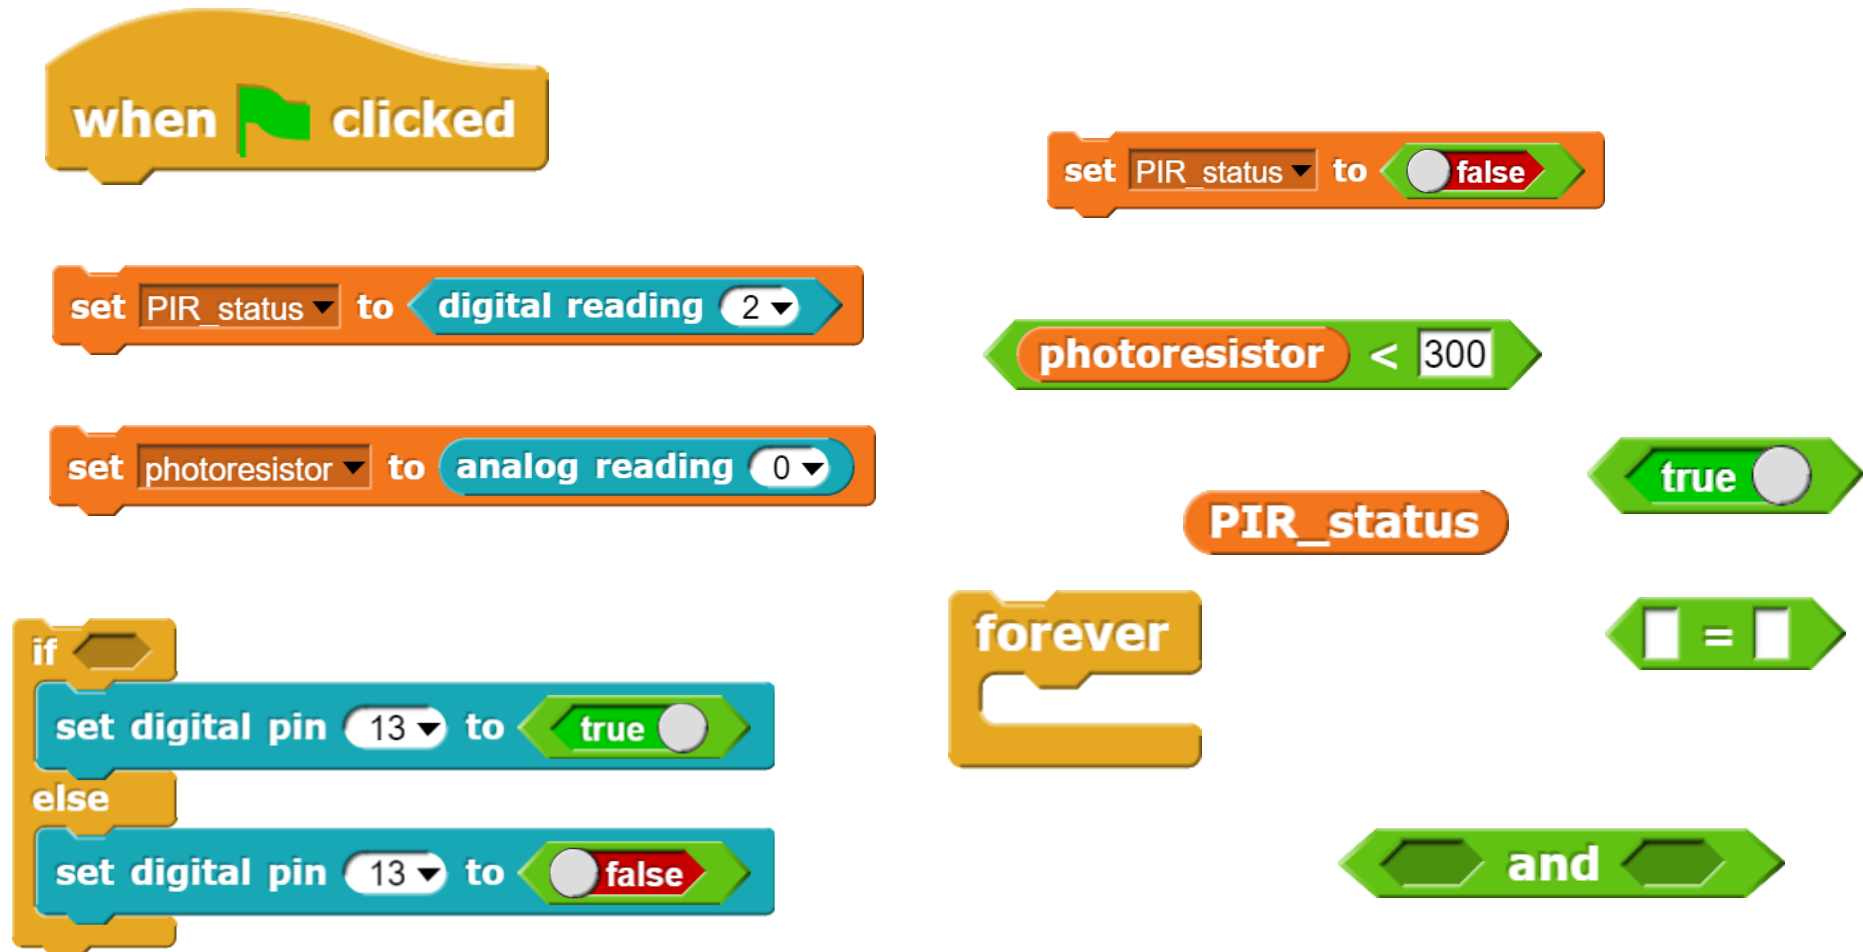 when clicked
set PIR_status to false
set PIR_status to digital reading 2
photoresistor < 300
set photoresistor to analog reading 0
true
PIR_status
forever
=
if
set digital pin 13 to true
else
set digital pin 13 to false
and